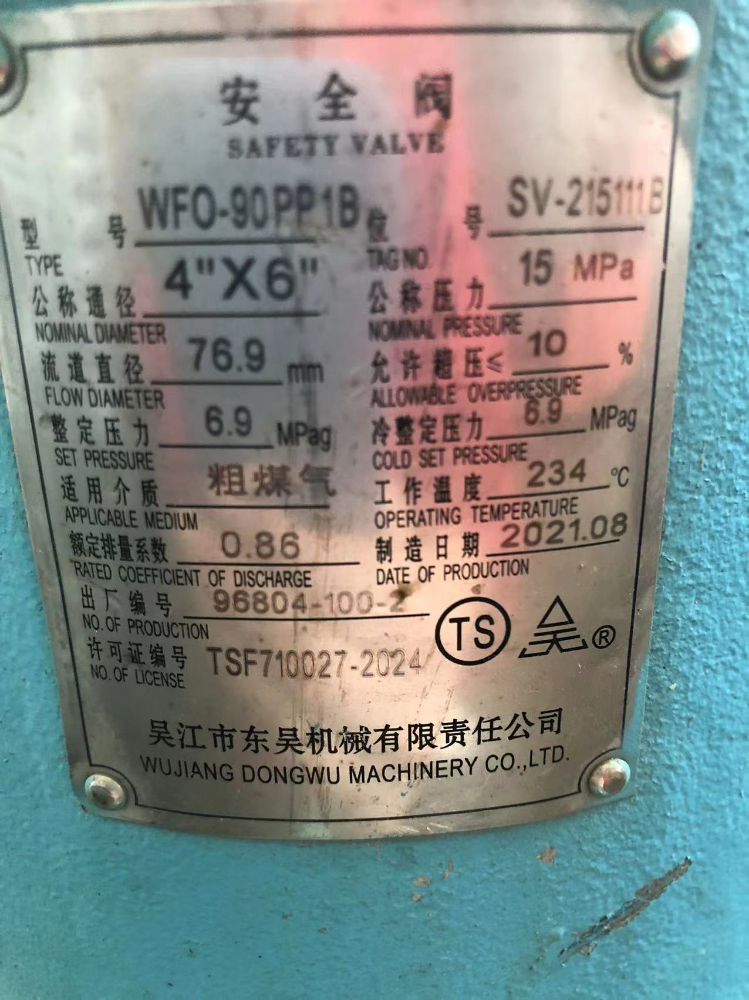 安全阀
SAFETY VALVE
型号 WFO-90PP1B 位号 SV-215111B
TYPE TAG NO.
公称通径 4"X6" 公称压力 15 MPa
NOMINAL DIAMETER NOMINAL PRESSURE
流道直径 76.9 mm 允许超压≤ 10 %
FLOW DIAMETER ALLOWABLE OVERPRESSURE
整定压力 6.9 MPag 冷整定压力 6.9 MPag
SET PRESSURE COLD SET PRESSURE
适用介质 粗煤气 工作温度 234 ℃
APPLICABLE MEDIUM OPERATING TEMPERATURE
额定排量系数 0.86 制造日期 2021.08
RATED COEFFICIENT OF DISCHARGE DATE OF PRODUCTION
出厂编号 96804-100-2
NO. OF PRODUCTION TS 吴®
许可证编号 TSF710027-2024
NO. OF LICENSE
吴江市东吴机械有限责任公司
WUJIANG DONGWU MACHINERY CO.,LTD.